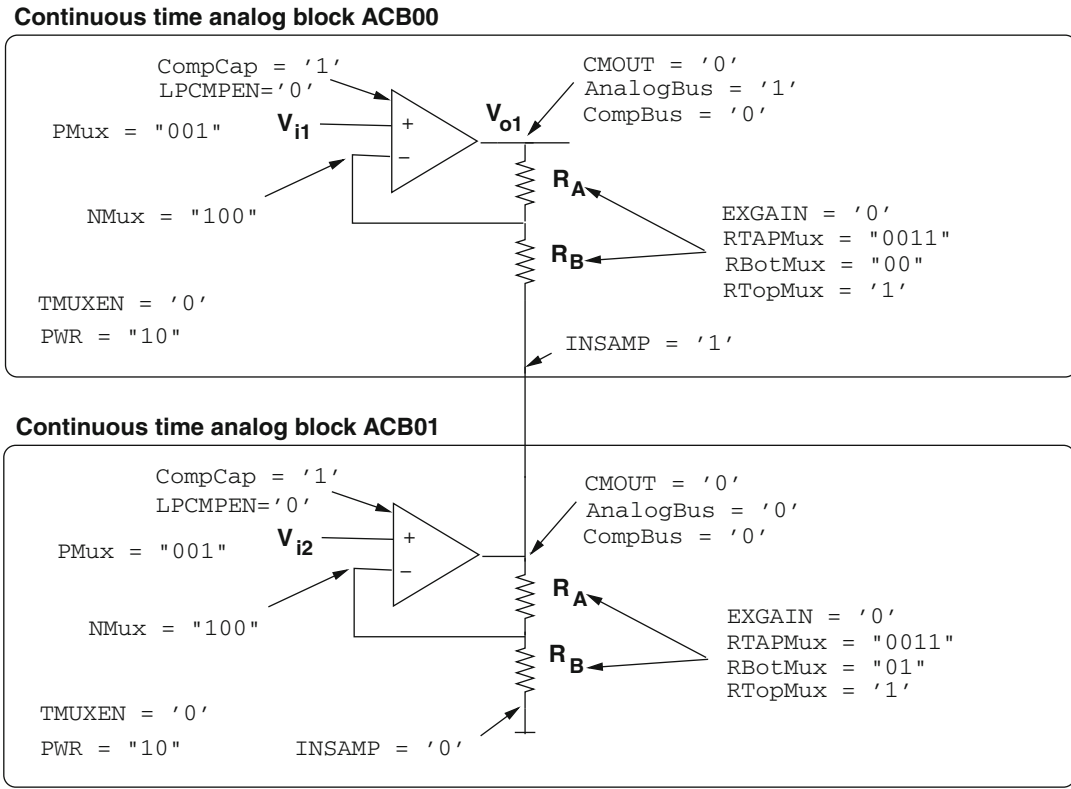 Continuous time analog block ACB00
CompCap = '1'
LPCMPEN='0'
CMOUT = '0'
AnalogBus = '1'
CompBus = '0'
PMux = "001"
Vi1
+
−
Vo1
NMux = "100"
RA
RB
EXGAIN = '0'
RTAPMux = "0011"
RBotMux = "00"
RTopMux = '1'
TMUXEN = '0'
PWR = "10"
INSAMP = '1'
Continuous time analog block ACB01
CompCap = '1'
LPCMPEN='0'
CMOUT = '0'
AnalogBus = '0'
CompBus = '0'
PMux = "001"
Vi2
+
−
NMux = "100"
RA
RB
EXGAIN = '0'
RTAPMux = "0011"
RBotMux = "01"
RTopMux = '1'
TMUXEN = '0'
PWR = "10"
INSAMP = '0'